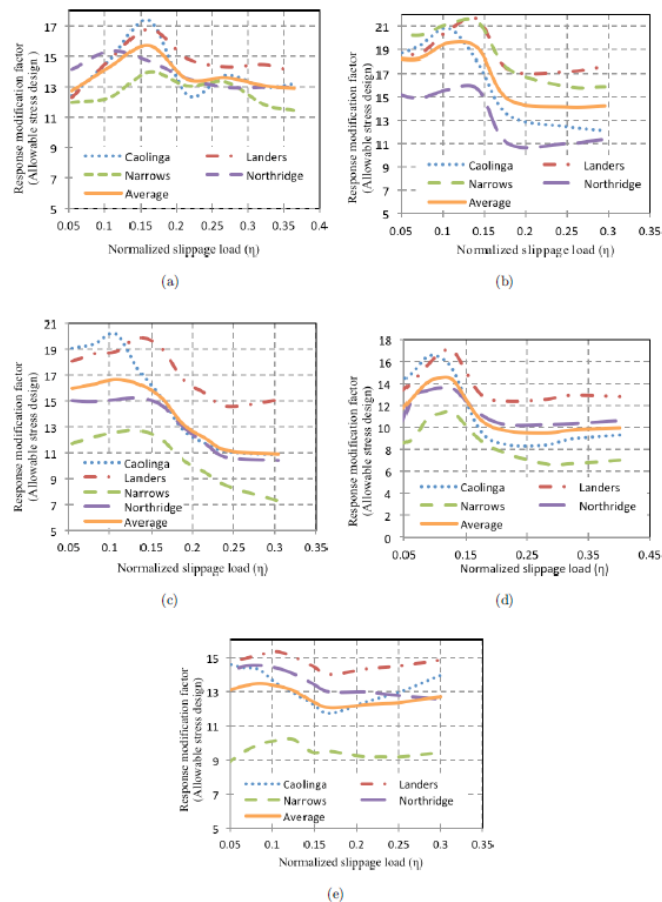 Response modification factor
(Allowable stress design)
17
15
13
11
9
7
5
Caolinga
Landers
Narrows
Northridge
Average
0.05 0.1 0.15 0.2 0.25 0.3 0.35 0.4
Normalized slippage load (η)
(a)
Response modification factor
(Allowable stress design)
21
19
17
15
13
11
9
7
5
Caolinga
Landers
Narrows
Northridge
Average
0.05 0.1 0.15 0.2 0.25 0.3 0.35
Normalized slippage load (η)
(b)
Response modification factor
(Allowable stress design)
21
19
17
15
13
11
9
7
5
Caolinga
Landers
Narrows
Northridge
Average
0.05 0.1 0.15 0.2 0.25 0.3 0.35
Normalized slippage load (η)
(c)
Response modification factor
(Allowable stress design)
18
16
14
12
10
8
6
4
2
0
Caolinga
Landers
Narrows
Northridge
Average
0.05 0.15 0.25 0.35 0.45
Normalized slippage load (η)
(d)
Response modification factor
(Allowable stress design)
15
13
11
9
7
5
Caolinga
Landers
Narrows
Northridge
Average
0.05 0.1 0.15 0.2 0.25 0.3 0.35
Normalized slippage load (η)
(e)